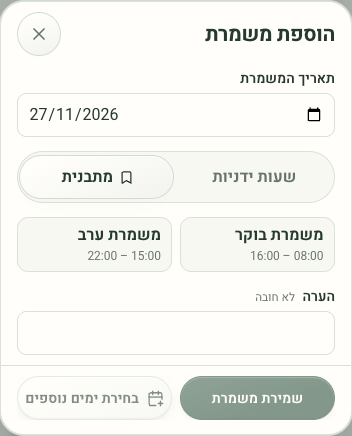 הוספת משמרת
תאריך המשמרת
27/11/2026
שעות ידניות
מתבנית
משמרת בוקר
08:00 – 16:00
משמרת ערב
15:00 – 22:00
הערה לא חובה
שמירת משמרת
בחירת ימים נוספים